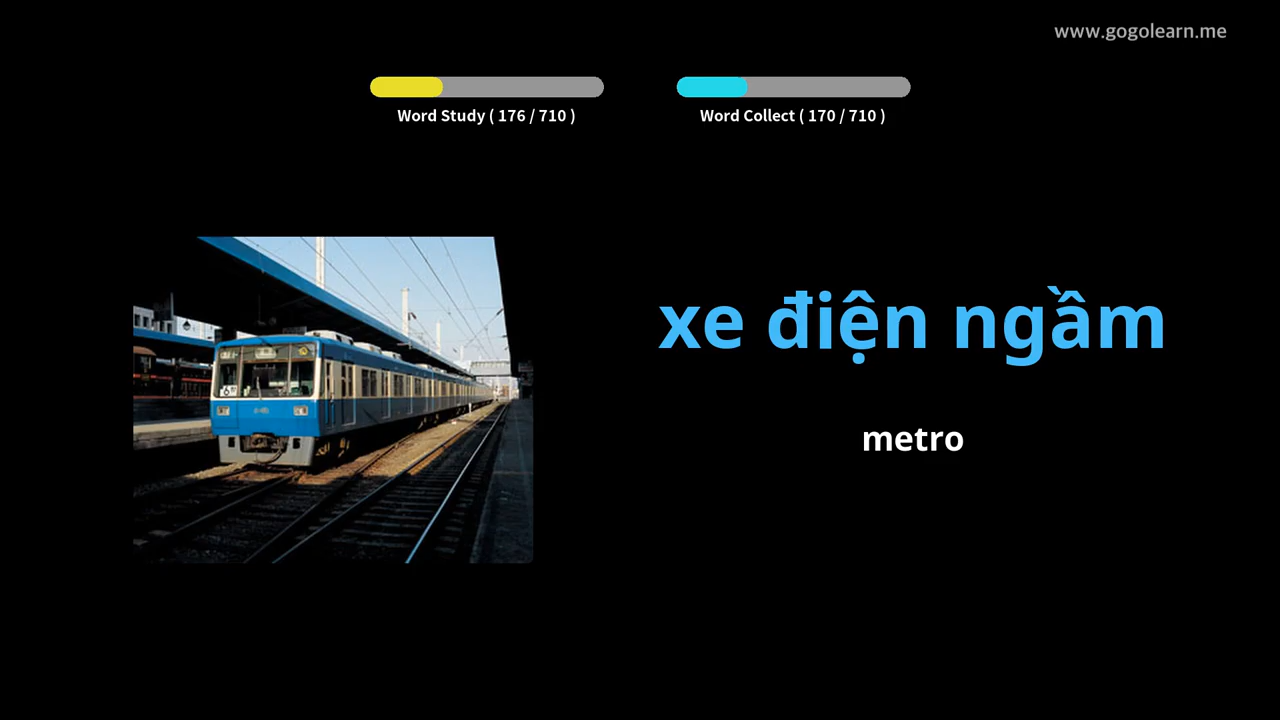 www.gogolearn.me
Word Study ( 176 / 710 )
Word Collect ( 170 / 710 )
xe điện ngầm
metro